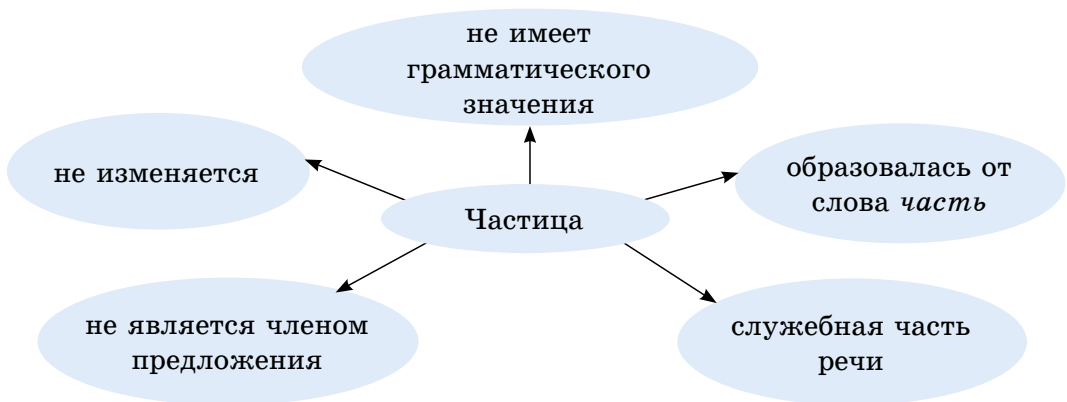 не имеет
грамматического
значения
не изменяется
образовалась от
слова часть
Частица
не является членом
предложения
служебная часть
речи